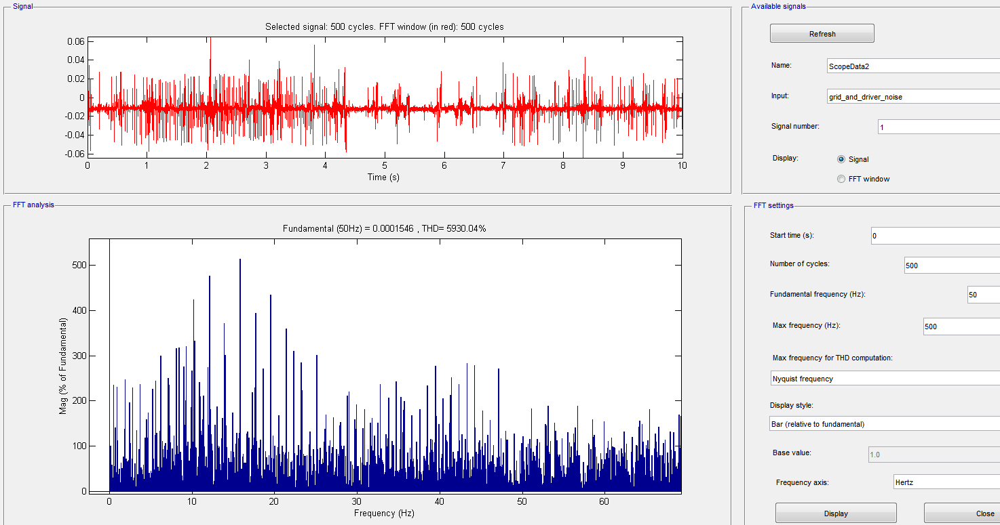 Signal
Selected signal: 500 cycles. FFT window (in red): 500 cycles
0.06
0.04
0.02
0
-0.02
-0.04
-0.06
0 1 2 3 4 5 6 7 8 9 10
Time (s)
Available signals
Refresh
Name: ScopeData2
Input: grid_and_driver_noise
Signal number: 1
Display: Signal
FFT window
FFT analysis
Fundamental (50Hz) = 0.0001546 , THD= 5930.04%
500
400
300
200
100
0
Mag (% of Fundamental)
0 10 20 30 40 50 60
Frequency (Hz)
FFT settings
Start time (s): 0
Number of cycles: 500
Fundamental frequency (Hz): 50
Max frequency (Hz): 500
Max frequency for THD computation:
Nyquist frequency
Display style:
Bar (relative to fundamental)
Base value: 1.0
Frequency axis: Hertz
Display Close